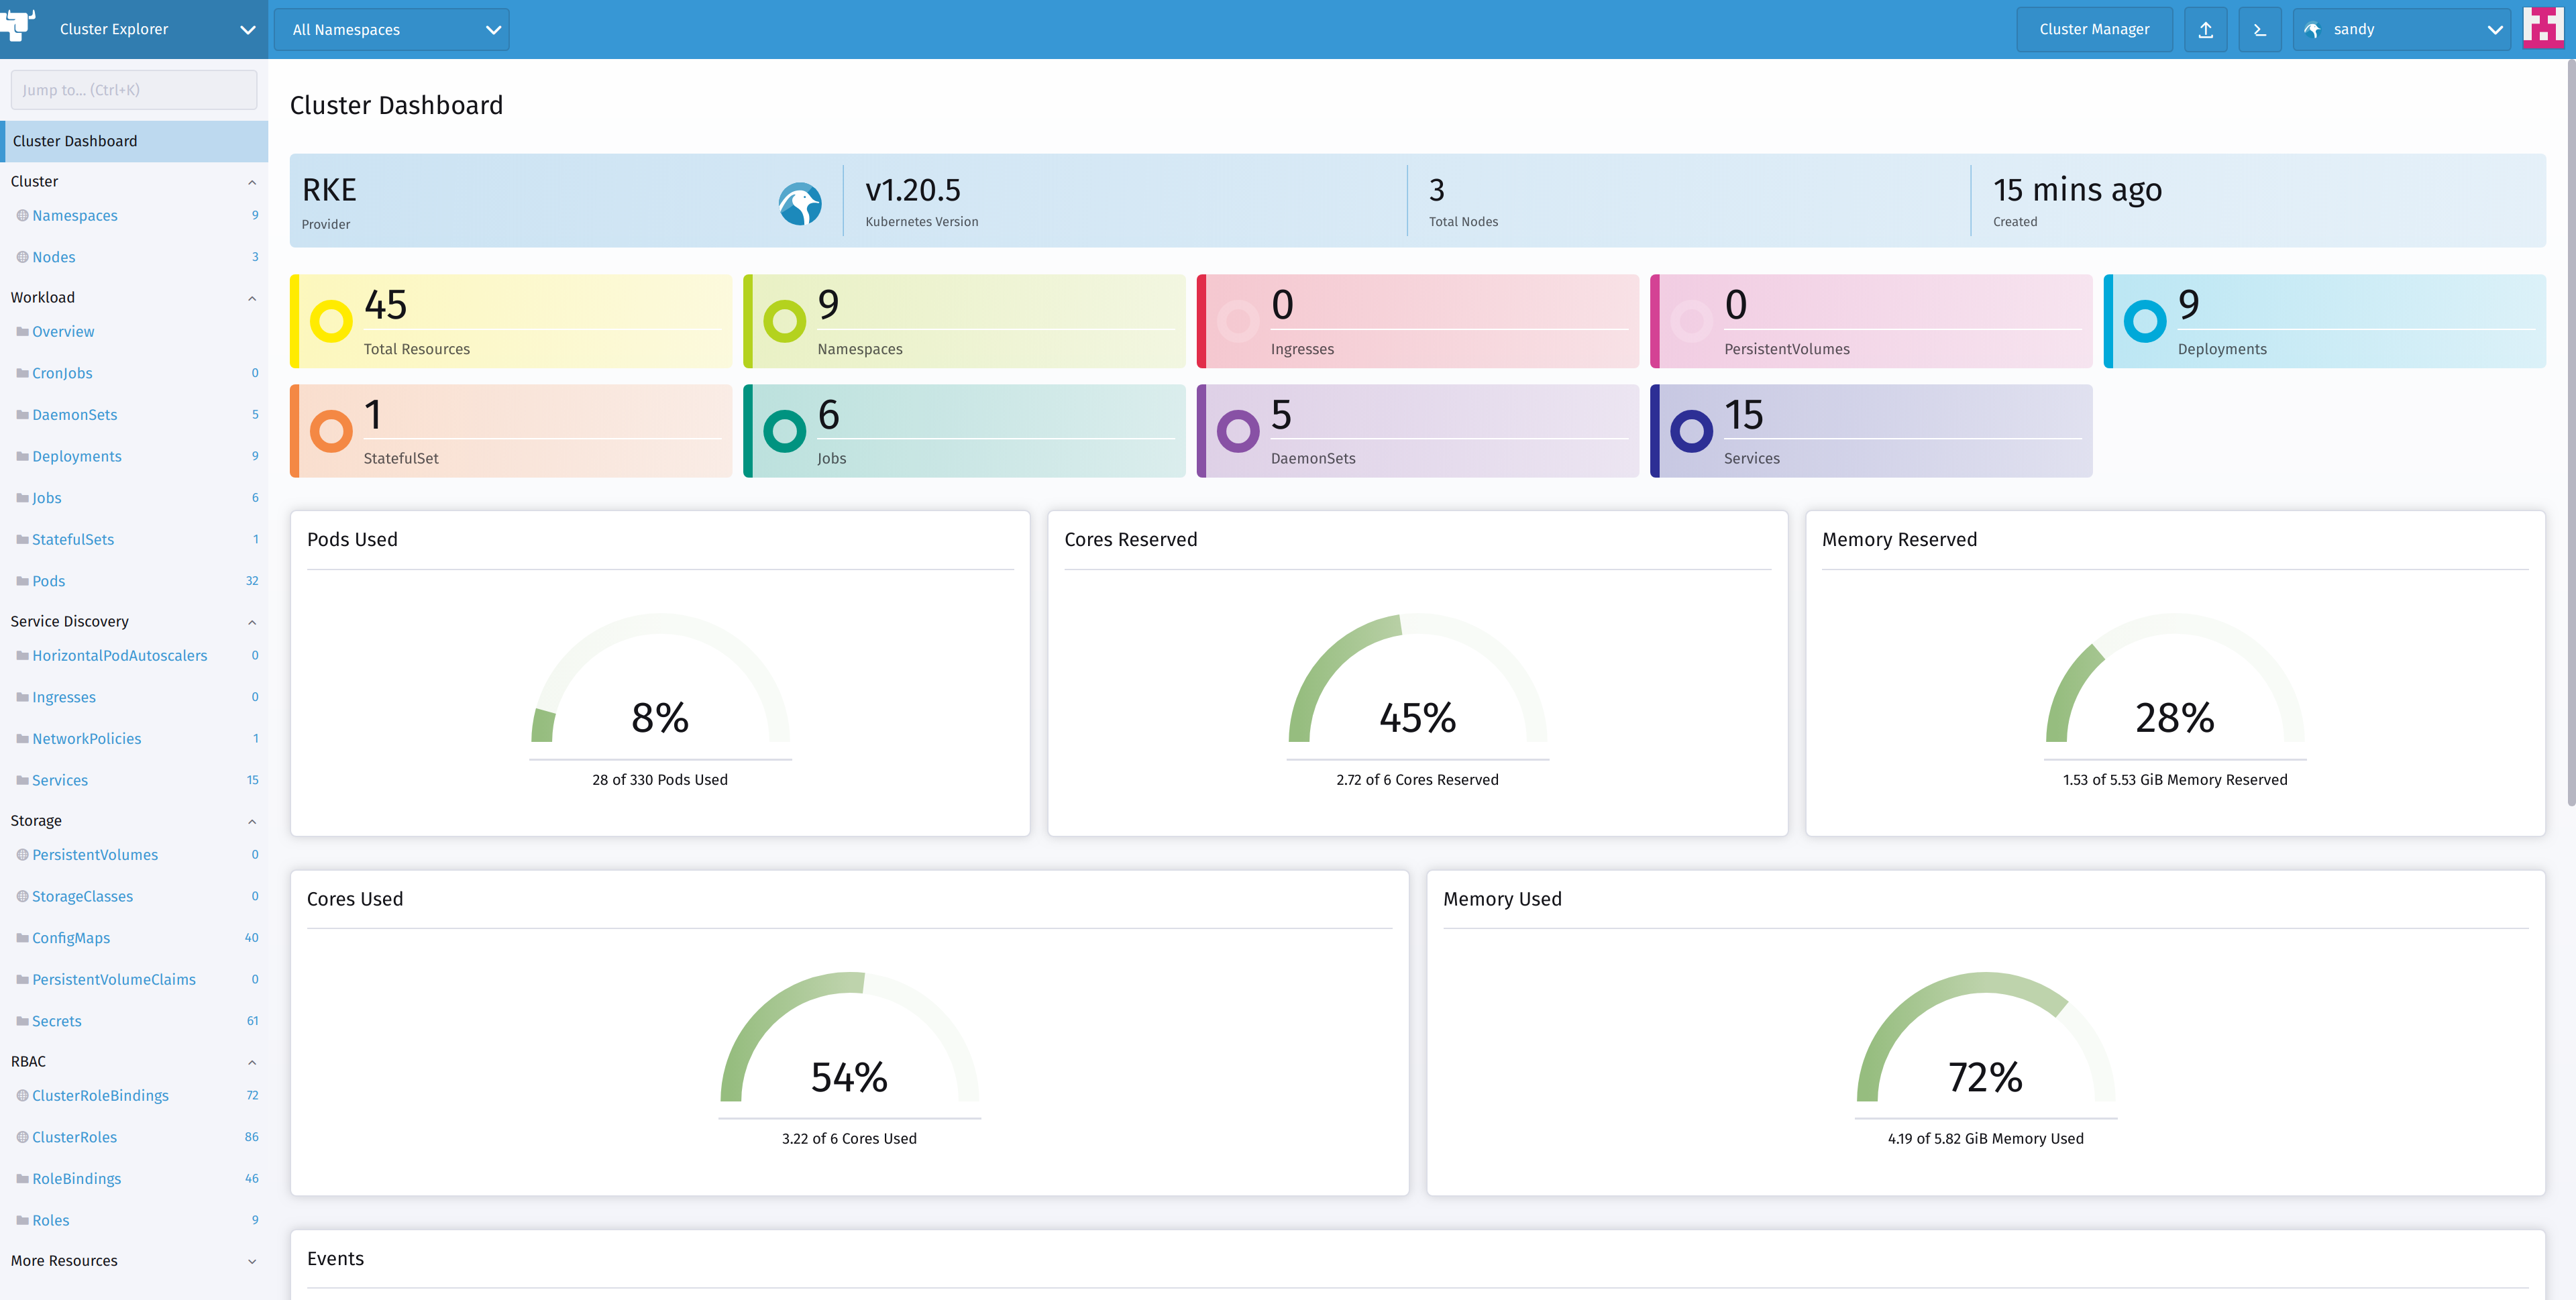 Cluster Explorer
All Namespaces
Cluster Manager
sandy
Jump to... (Ctrl+K)
Cluster Dashboard
Cluster
Namespaces 9
Nodes 3
Workload
Overview
CronJobs 0
DaemonSets 5
Deployments 9
Jobs 6
StatefulSets 1
Pods 32
Service Discovery
HorizontalPodAutoscalers 0
Ingresses 0
NetworkPolicies 1
Services 15
Storage
PersistentVolumes 0
StorageClasses 0
ConfigMaps 40
PersistentVolumeClaims 0
Secrets 61
RBAC
ClusterRoleBindings 72
ClusterRoles 86
RoleBindings 46
Roles 9
More Resources
Cluster Dashboard
RKE
Provider
v1.20.5
Kubernetes Version
3
Total Nodes
15 mins ago
Created
45
Total Resources
9
Namespaces
0
Ingresses
0
PersistentVolumes
9
Deployments
1
StatefulSet
6
Jobs
5
DaemonSets
15
Services
Pods Used
8%
28 of 330 Pods Used
Cores Reserved
45%
2.72 of 6 Cores Reserved
Memory Reserved
28%
1.53 of 5.53 GiB Memory Reserved
Cores Used
54%
3.22 of 6 Cores Used
Memory Used
72%
4.19 of 5.82 GiB Memory Used
Events